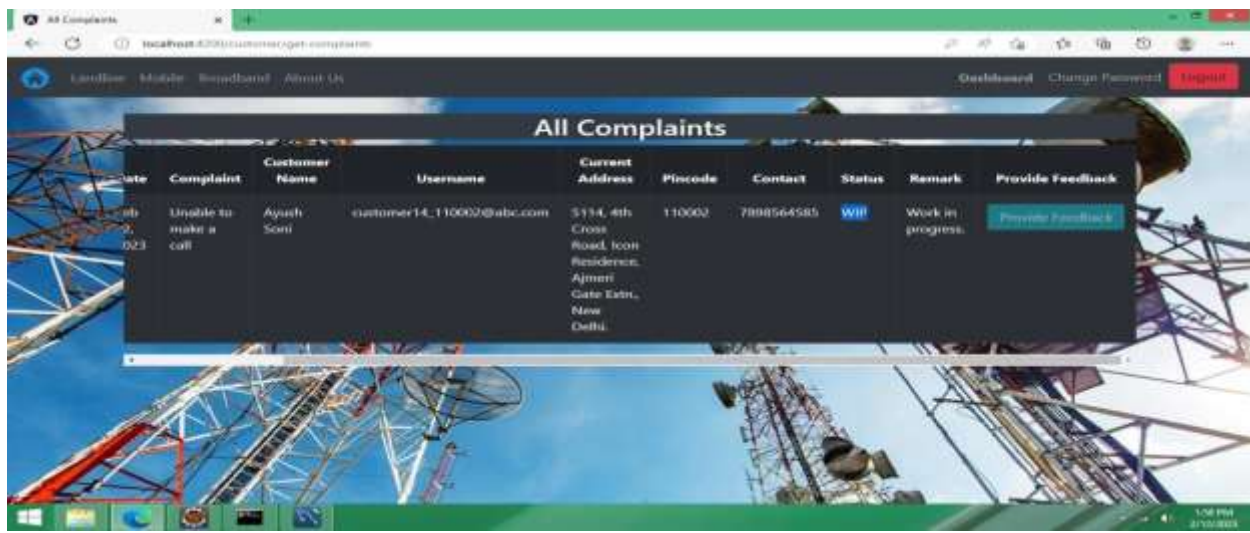 All Complaints
localhost:4200/customer/get-complaints
Landline Mobile Broadband About Us Dashboard Change Password Logout
All Complaints
ate Complaint Customer Name Username Current Address Pincode Contact Status Remark Provide Feedback
eb
2,
023
Unable to
make a
call
Ayush
Soni
customer14_110002@abc.com
5114, 4th
Cross
Road, Icon
Residence,
Ajmeri
Gate Extn.,
New
Delhi.
110002
7898564585
WIP
Work in
progress.
Provide Feedback
1:58 PM